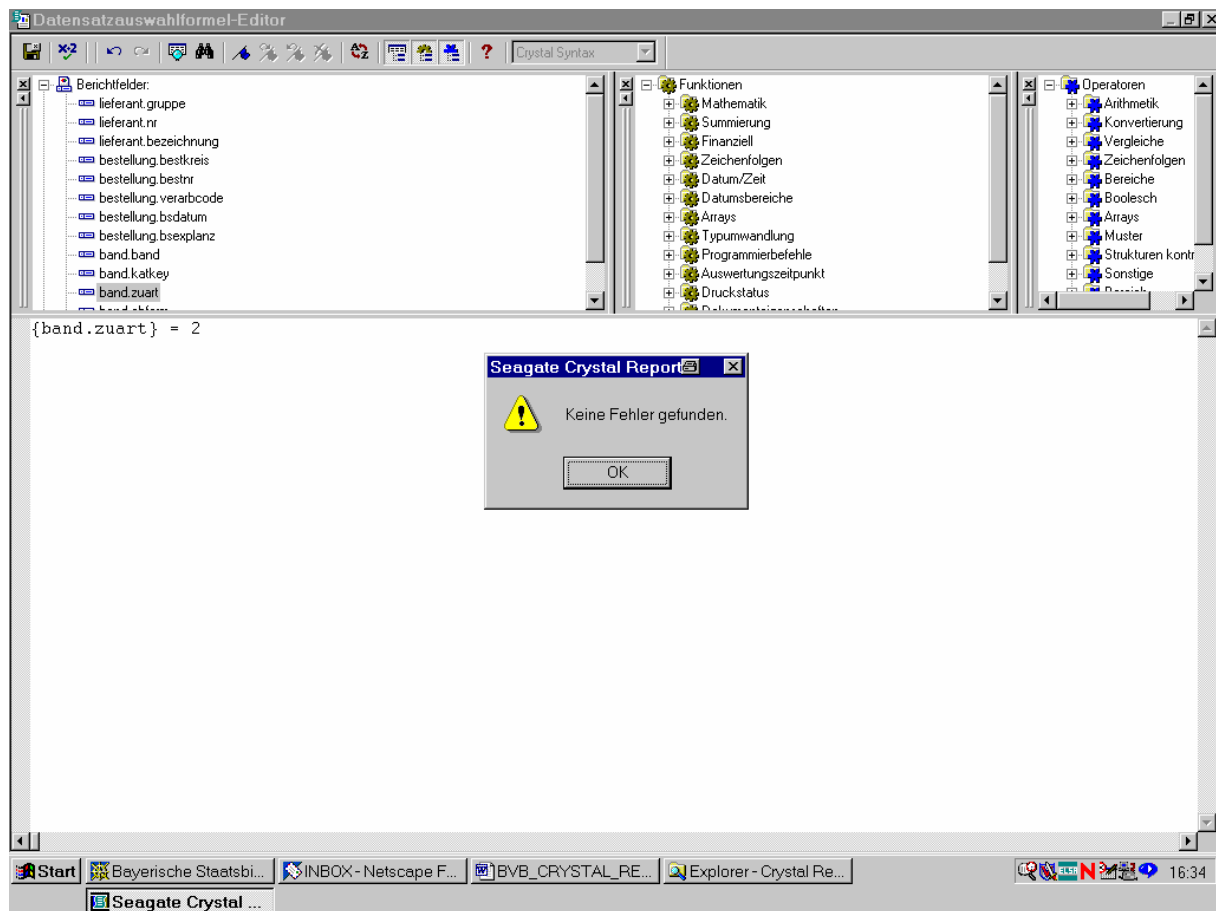 Datensatzauswahlformel-Editor
Crystal Syntax
Berichtfelder:
lieferant.gruppe
lieferant.nr
lieferant.bezeichnung
bestellung.bestkreis
bestellung.bestnr
bestellung.verarbcode
bestellung.bsdatum
bestellung.bsexplanz
band.band
band.katkey
band.zuart
Funktionen
Mathematik
Summierung
Finanziell
Zeichenfolgen
Datum/Zeit
Datumsbereiche
Arrays
Typumwandlung
Programmierbefehle
Auswertungszeitpunkt
Druckstatus
Dokumenteigenschaften
Operatoren
Arithmetik
Konvertierung
Vergleiche
Zeichenfolgen
Bereiche
Boolesch
Arrays
Muster
Strukturen kontr
Sonstige
{band.zuart} = 2
Seagate Crystal Report
Keine Fehler gefunden.
OK
Start
Bayerische Staatsbi...
INBOX - Netscape F...
BVB_CRYSTAL_RE...
Explorer - Crystal Re...
ELSA
N
16:34
Seagate Crystal ...